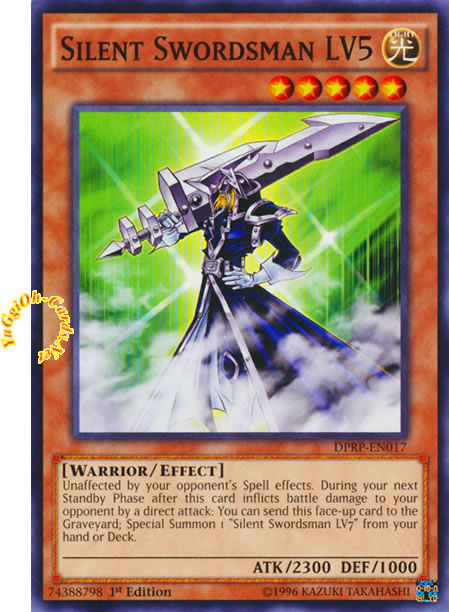 SILENT SWORDSMAN LV5
LIGHT
光
YuGgiOh-Cards.Net
DPRP-EN017
[WARRIOR/EFFECT]
Unaffected by your opponent's Spell effects. During your next
Standby Phase after this card inflicts battle damage to your
opponent by a direct attack: You can send this face-up card to the
Graveyard; Special Summon 1 "Silent Swordsman LV7" from your
hand or Deck.
ATK/2300 DEF/1000
74388798 1st Edition ©1996 KAZUKI TAKAHASHI